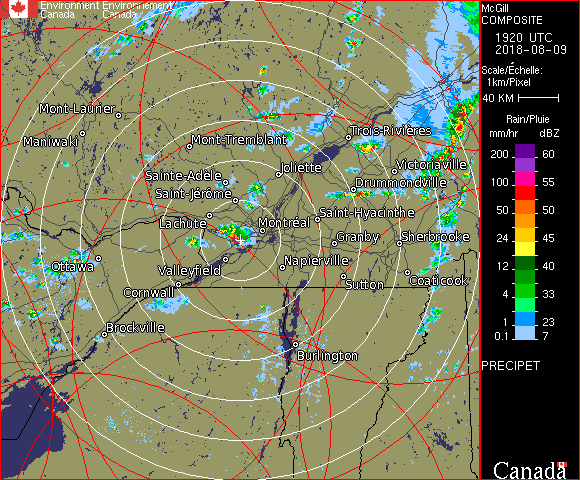 Environment Environnement
Canada Canada
McGill
COMPOSITE
1920 UTC
2018-08-09
Scale/Échelle:
1km/Pixel
40 KM
Rain/Pluie
mm/hr dBZ
200 60
100 55
50 50
24 45
12 40
4 33
1 23
0.1 7
PRECIPET
Canada
Mont-Laurier
Maniwaki
Mont-Tremblant
Trois-Rivières
Sainte-Adèle
Joliette
Victoriaville
Saint-Jérôme
Drummondville
Lachute
Montréal
Saint-Hyacinthe
Granby
Sherbrooke
Ottawa
Valleyfield
Napierville
Cornwall
Sutton
Coaticook
Brockville
Burlington